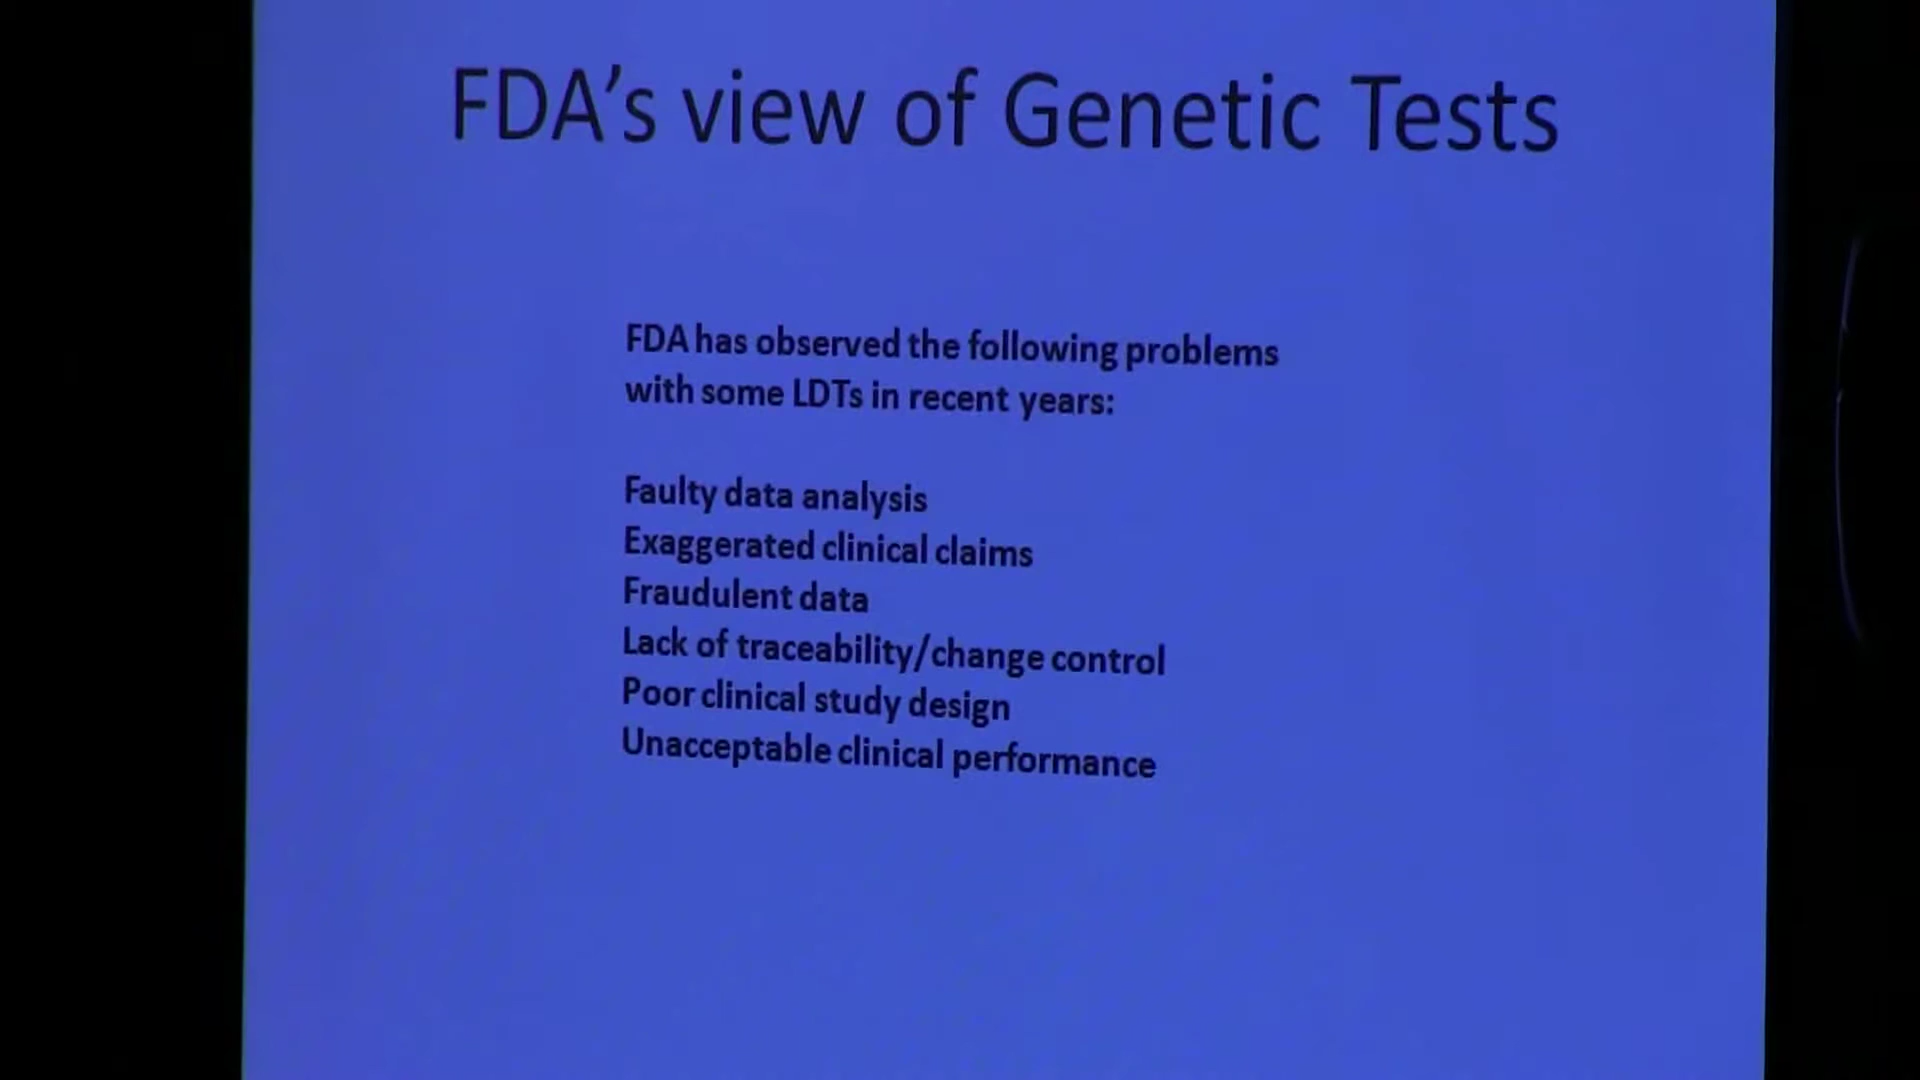 FDA's view of Genetic Tests
FDA has observed the following problems
with some LDTs in recent years:
Faulty data analysis
Exaggerated clinical claims
Fraudulent data
Lack of traceability/change control
Poor clinical study design
Unacceptable clinical performance